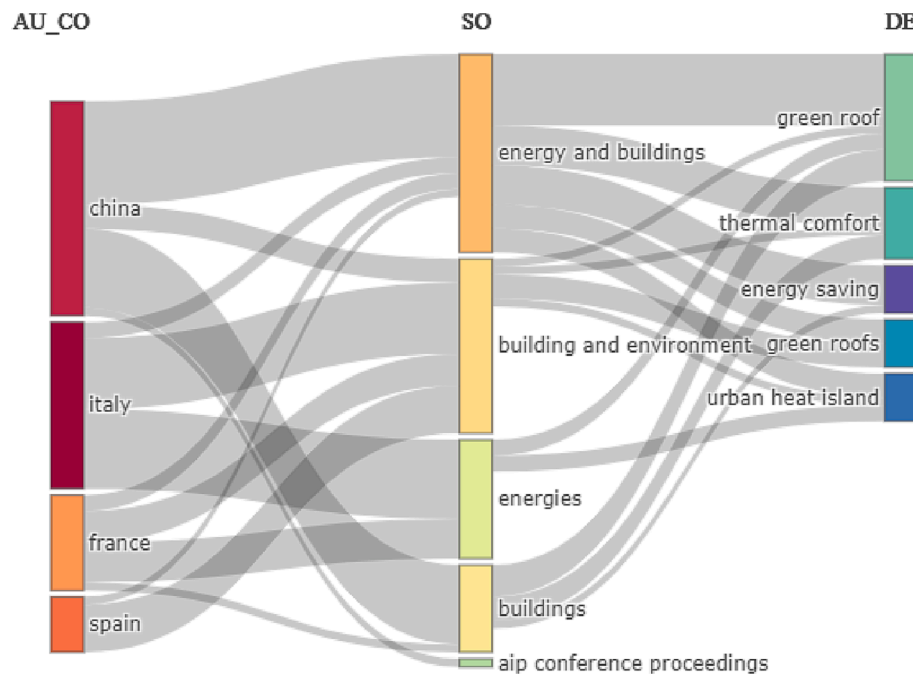 AU_CO SO DE
china
italy
france
spain
energy and buildings
building and environment
energies
buildings
aip conference proceedings
green roof
thermal comfort
energy saving
green roofs
urban heat island